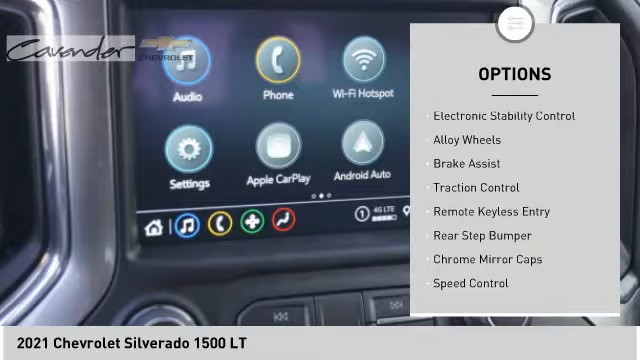 Cavender
CHEVROLET
Audio
Phone
Wi-Fi Hotspot
Settings
Apple CarPlay
Android Auto
1
4G LTE
OPTIONS
Electronic Stability Control
Alloy Wheels
Brake Assist
Traction Control
Remote Keyless Entry
Rear Step Bumper
Chrome Mirror Caps
Speed Control
2021 Chevrolet Silverado 1500 LT